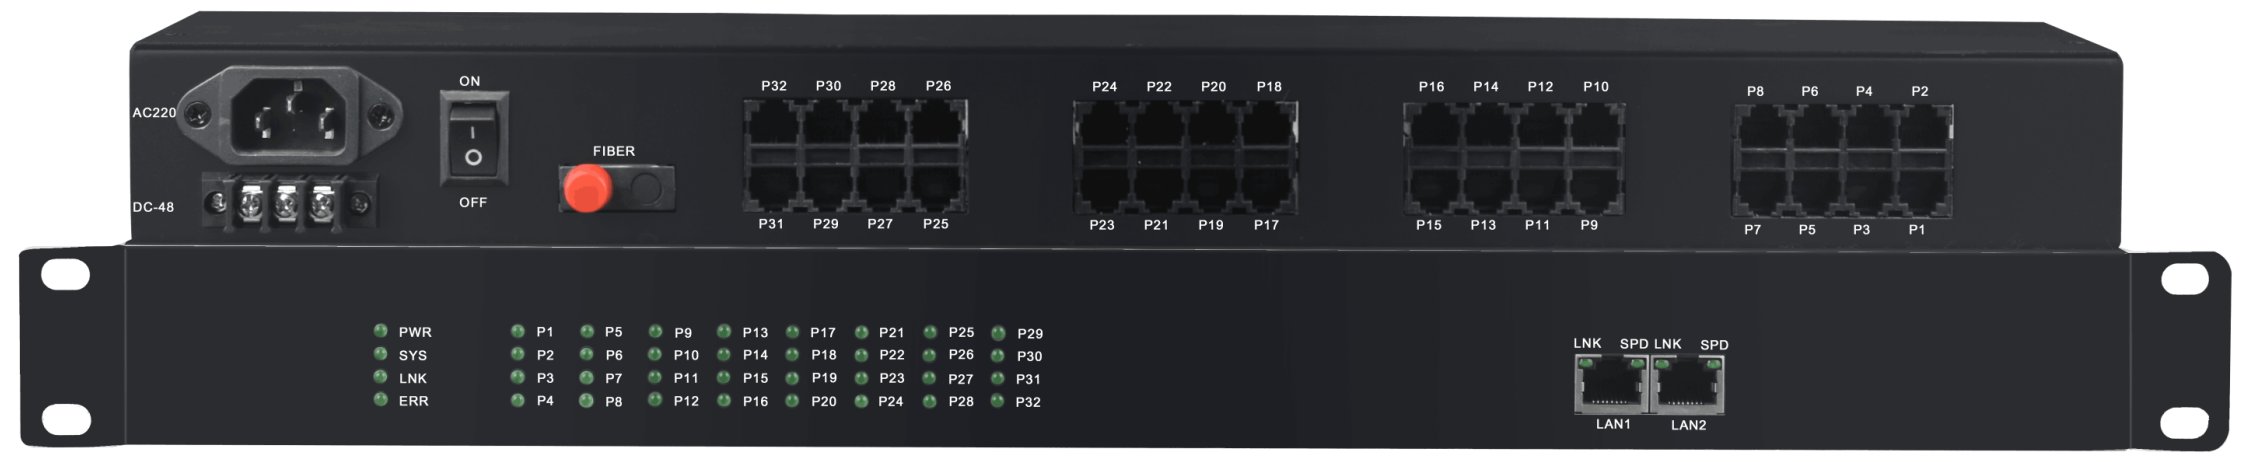 ON
P32 P30 P28 P26
P24 P22 P20 P18
P16 P14 P12 P10
P8 P6 P4 P2
AC220
FIBER
DC-48
OFF
P31 P29 P27 P25
P23 P21 P19 P17
P15 P13 P11 P9
P7 P5 P3 P1
PWR P1 P5 P9 P13 P17 P21 P25 P29
SYS P2 P6 P10 P14 P18 P22 P26 P30
LNK P3 P7 P11 P15 P19 P23 P27 P31
ERR P4 P8 P12 P16 P20 P24 P28 P32
LNK SPD LNK SPD
LAN1 LAN2